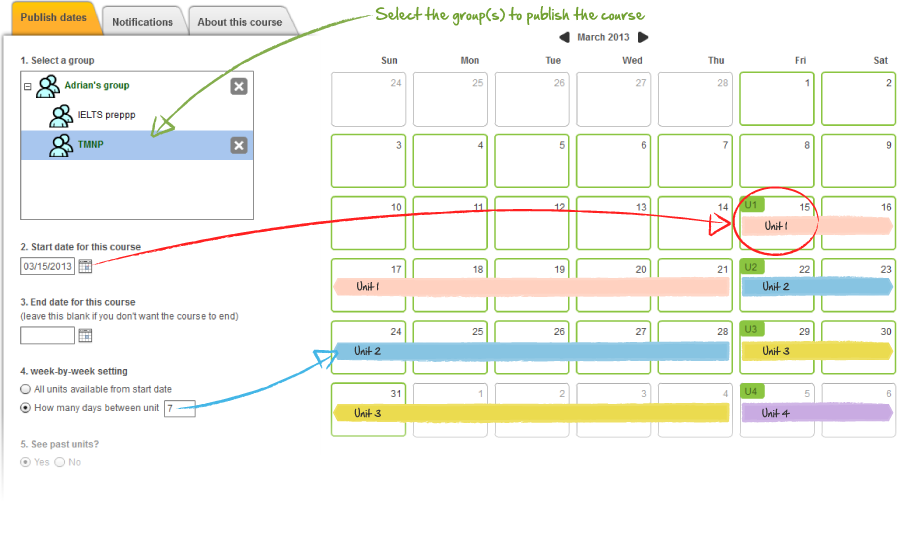 Publish dates
Notifications
About this course
Select the group(s) to publish the course
March 2013
1. Select a group
Adrian's group
IELTS preppp
TMNP
2. Start date for this course
03/15/2013
3. End date for this course
(leave this blank if you don't want the course to end)
4. week-by-week setting
All units available from start date
How many days between unit 7
5. See past units?
Yes No
Sun Mon Tue Wed Thu Fri Sat
24 25 26 27 28 1 2
3 4 5 6 7 8 9
10 11 12 13 14 U1 15 16
Unit 1
17 18 19 20 21 U2 22 23
Unit 1 Unit 2
24 25 26 27 28 U3 29 30
Unit 2 Unit 3
31 1 2 3 4 U4 5 6
Unit 3 Unit 4